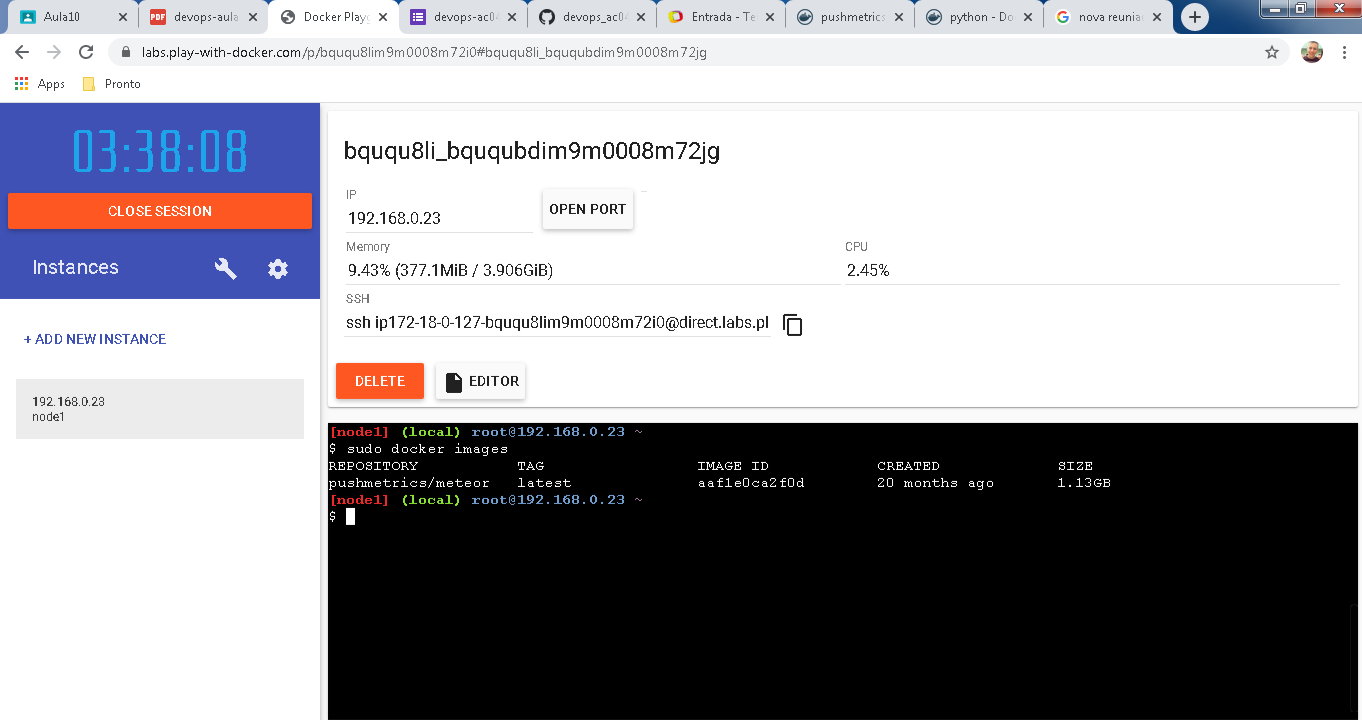 Aula10
devops-aula
Docker Playg
devops-ac04
devops_ac04
Entrada - Te
pushmetrics
python - Do
nova reuniao
labs.play-with-docker.com/p/bququ8lim9m0008m72i0#bququ8li_bququbdim9m0008m72jg
Apps
Pronto
03:38:08
CLOSE SESSION
Instances
+ ADD NEW INSTANCE
192.168.0.23
node1
bququ8li_bququbdim9m0008m72jg
IP
192.168.0.23
OPEN PORT
Memory
9.43% (377.1MiB / 3.906GiB)
CPU
2.45%
SSH
ssh ip172-18-0-127-bququ8lim9m0008m72i0@direct.labs.pl
DELETE
EDITOR
[node1] (local) root@192.168.0.23 ~
$ sudo docker images
REPOSITORY TAG IMAGE ID CREATED SIZE
pushmetrics/meteor latest aaf1e0ca2f0d 20 months ago 1.13GB
[node1] (local) root@192.168.0.23 ~
$